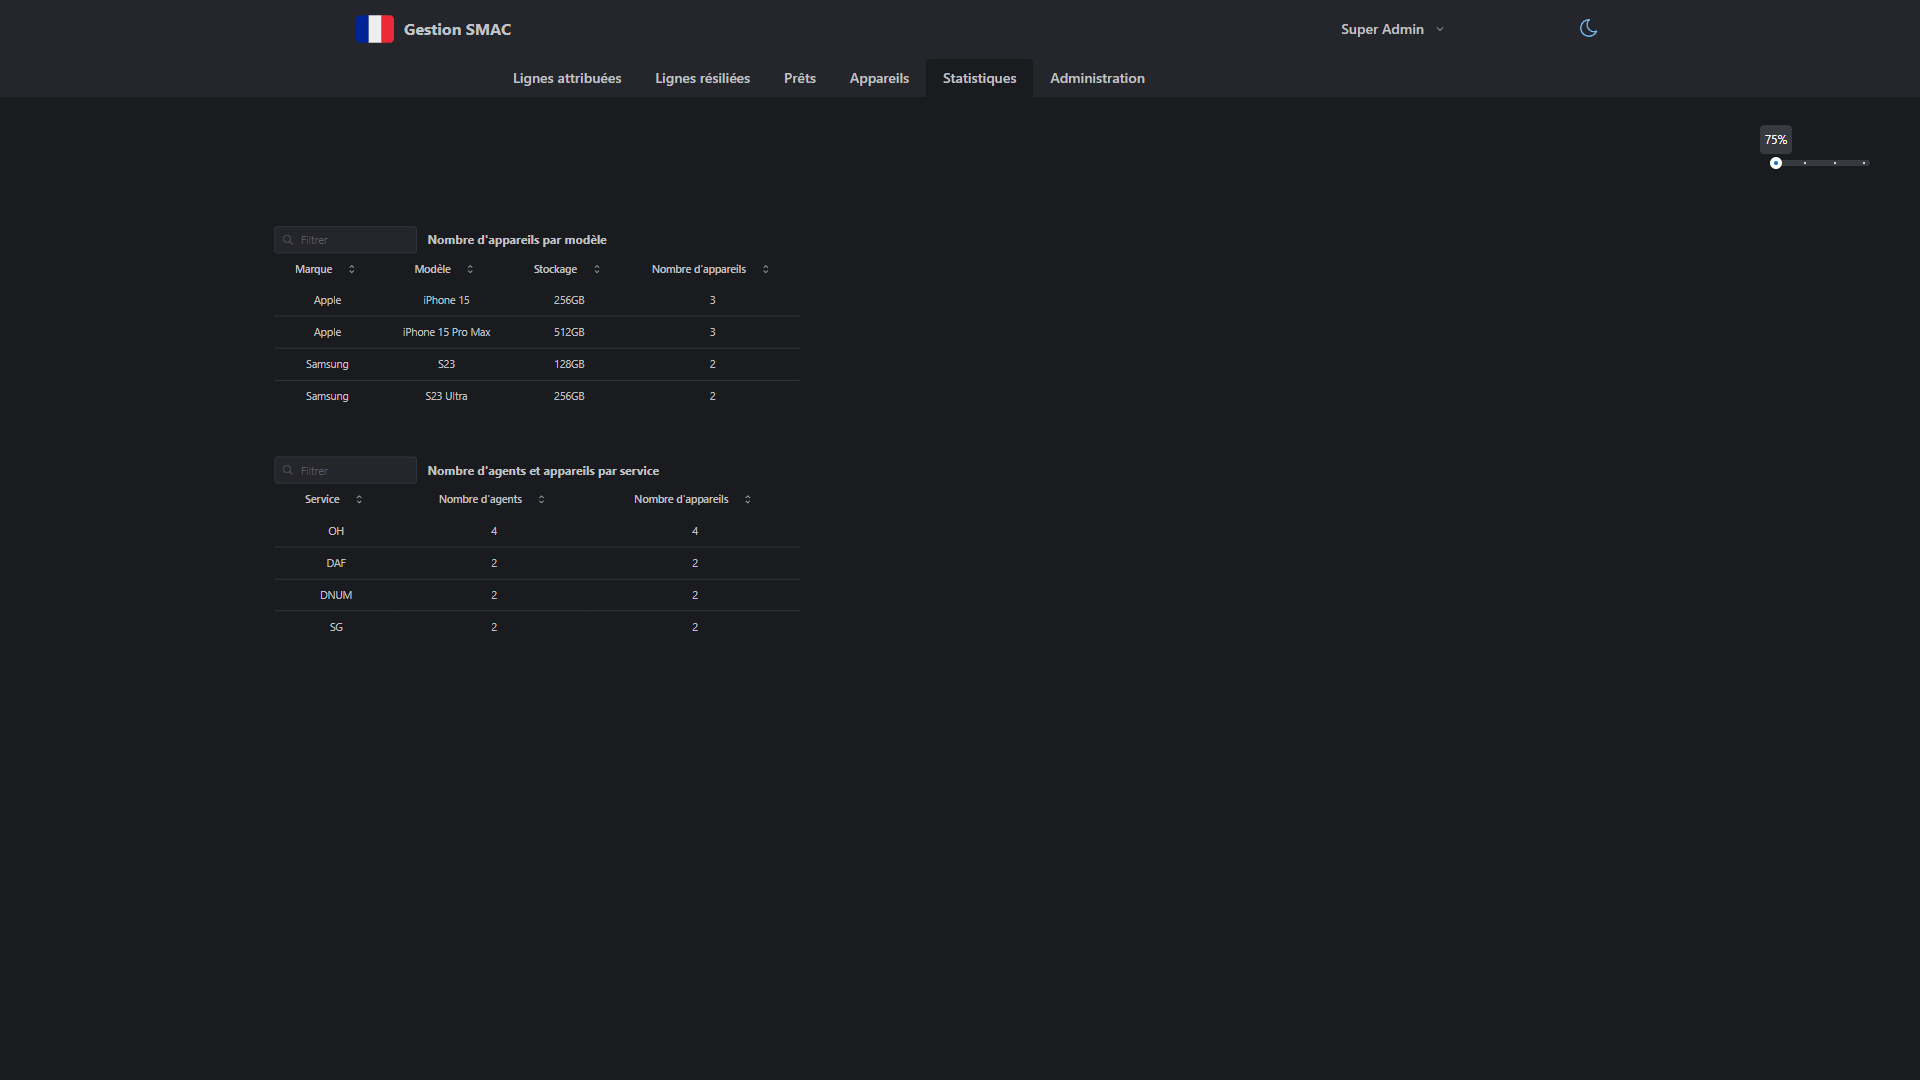 Gestion SMAC
Super Admin
Lignes attribuées Lignes résiliées Prêts Appareils Statistiques Administration
75%
Filtrer Nombre d'appareils par modèle
Marque Modèle Stockage Nombre d'appareils
Apple iPhone 15 256GB 3
Apple iPhone 15 Pro Max 512GB 3
Samsung S23 128GB 2
Samsung S23 Ultra 256GB 2
Filtrer Nombre d'agents et appareils par service
Service Nombre d'agents Nombre d'appareils
OH 4 4
DAF 2 2
DNUM 2 2
SG 2 2